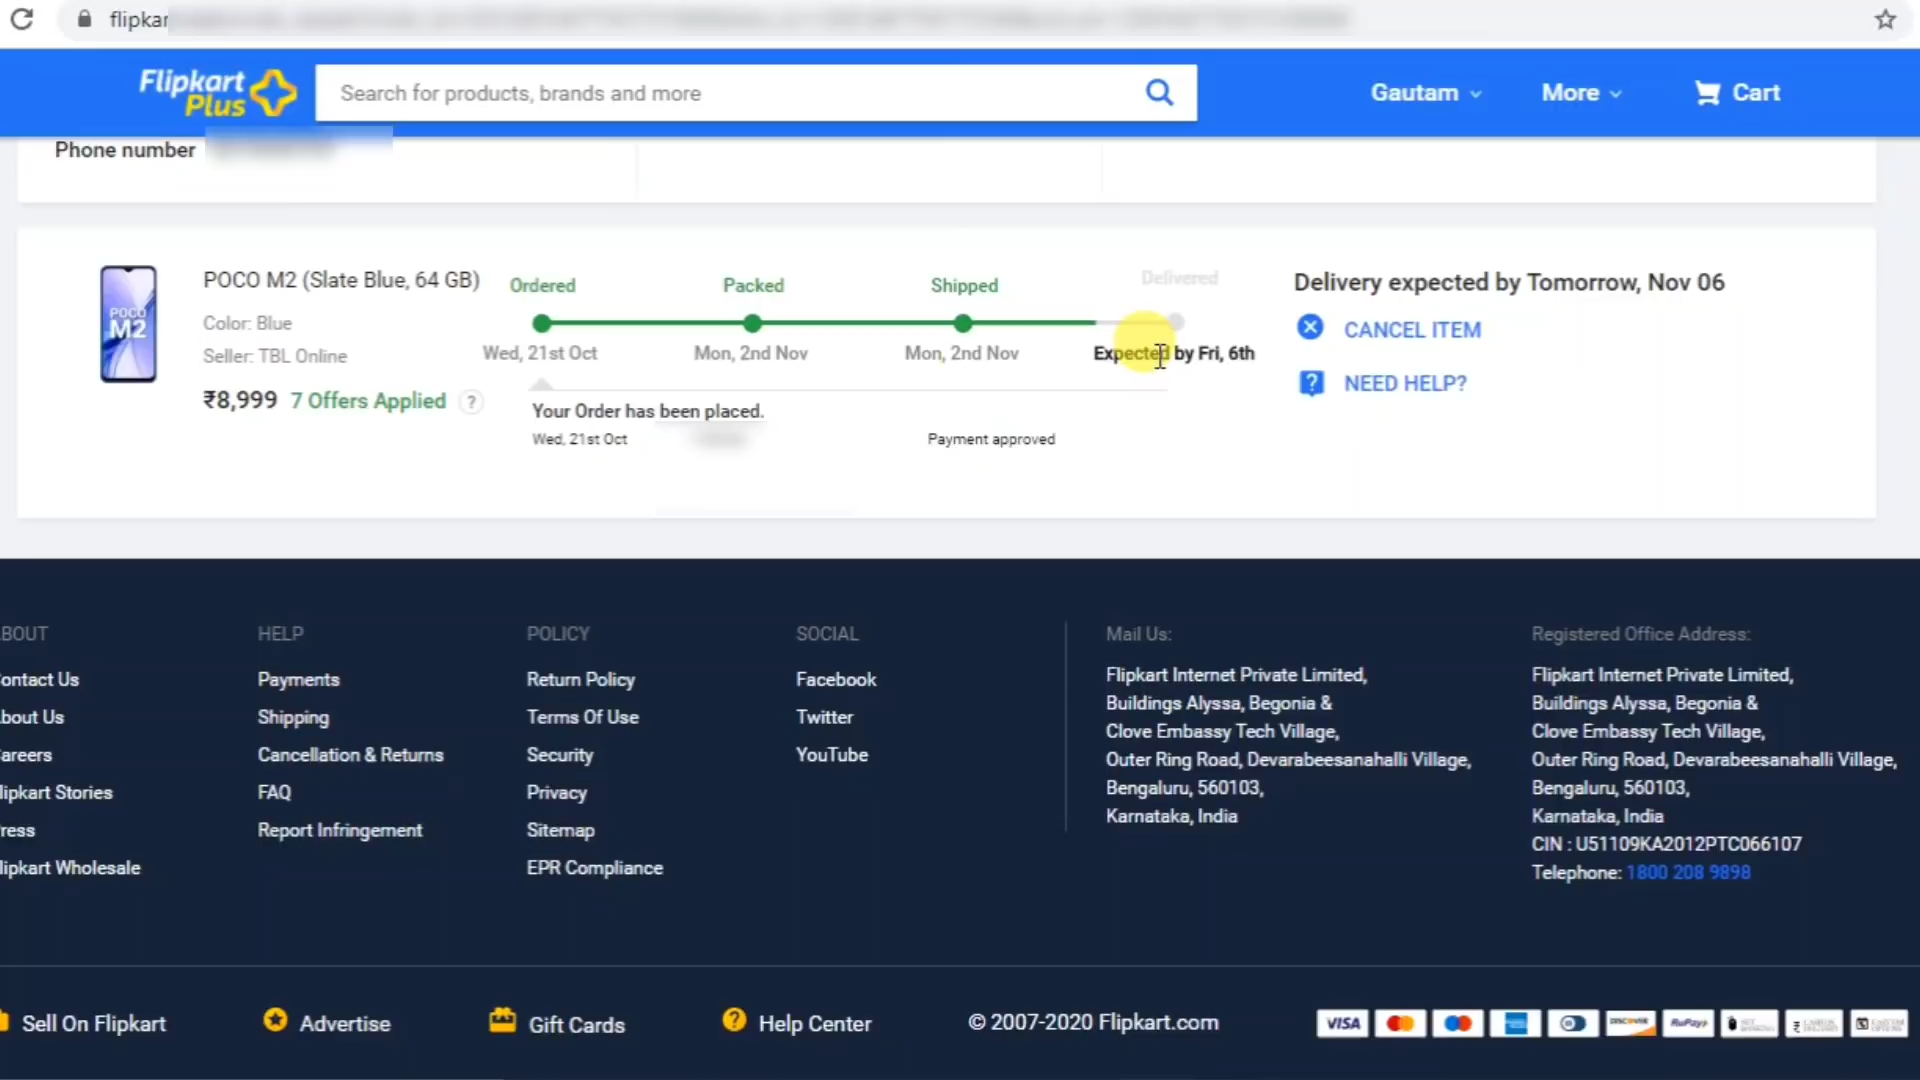 flipkar
Flipkart
Plus
Search for products, brands and more
Gautam
More
Cart
Phone number
POCO M2 (Slate Blue, 64 GB)
Color: Blue
Seller: TBL Online
₹8,999 7 Offers Applied ?
POCO
M2
Ordered Packed Shipped Delivered
Wed, 21st Oct Mon, 2nd Nov Mon, 2nd Nov Expected by Fri, 6th
Your Order has been placed.
Wed, 21st Oct Payment approved
Delivery expected by Tomorrow, Nov 06
CANCEL ITEM
NEED HELP?
BOUT
ontact Us
bout Us
areers
lipkart Stories
ress
lipkart Wholesale
HELP
Payments
Shipping
Cancellation & Returns
FAQ
Report Infringement
POLICY
Return Policy
Terms Of Use
Security
Privacy
Sitemap
EPR Compliance
SOCIAL
Facebook
Twitter
YouTube
Mail Us:
Flipkart Internet Private Limited,
Buildings Alyssa, Begonia &
Clove Embassy Tech Village,
Outer Ring Road, Devarabeesanahalli Village,
Bengaluru, 560103,
Karnataka, India
Registered Office Address:
Flipkart Internet Private Limited,
Buildings Alyssa, Begonia &
Clove Embassy Tech Village,
Outer Ring Road, Devarabeesanahalli Village,
Bengaluru, 560103,
Karnataka, India
CIN : U51109KA2012PTC066107
Telephone: 1800 208 9898
Sell On Flipkart
Advertise
Gift Cards
Help Center
© 2007-2020 Flipkart.com
VISA
DISCOVER
RuPay